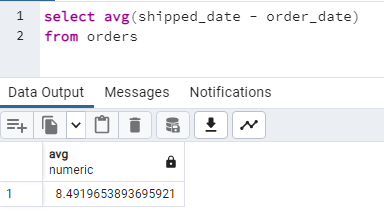 1 select avg(shipped_date - order_date)
2 from orders
Data Output Messages Notifications
avg
numeric
1 8.4919653893695921